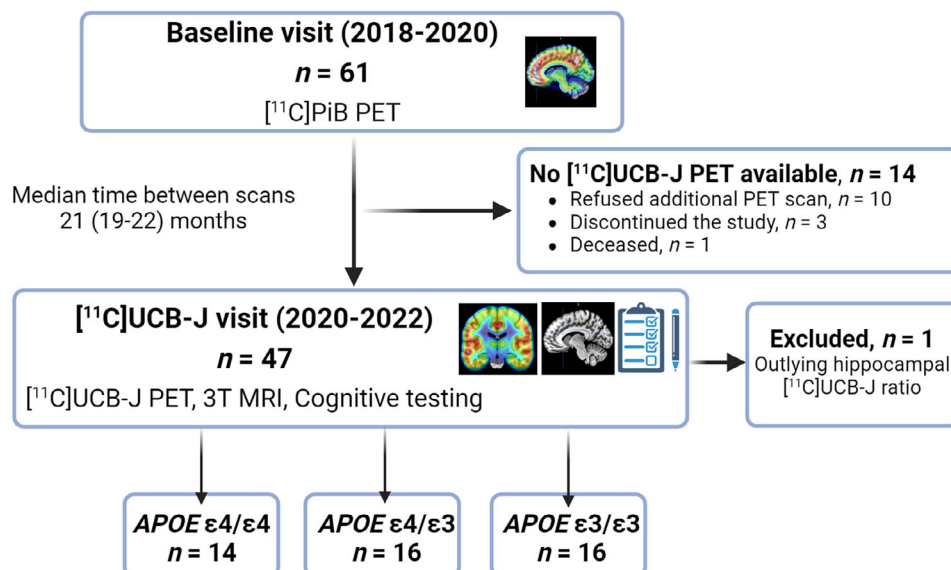 Baseline visit (2018-2020)
n = 61
[¹¹C]PiB PET
Median time between scans
21 (19-22) months
No [¹¹C]UCB-J PET available, n = 14
• Refused additional PET scan, n = 10
• Discontinued the study, n = 3
• Deceased, n = 1
[¹¹C]UCB-J visit (2020-2022)
n = 47
[¹¹C]UCB-J PET, 3T MRI, Cognitive testing
Excluded, n = 1
Outlying hippocampal
[¹¹C]UCB-J ratio
APOE ε4/ε4
n = 14
APOE ε4/ε3
n = 16
APOE ε3/ε3
n = 16